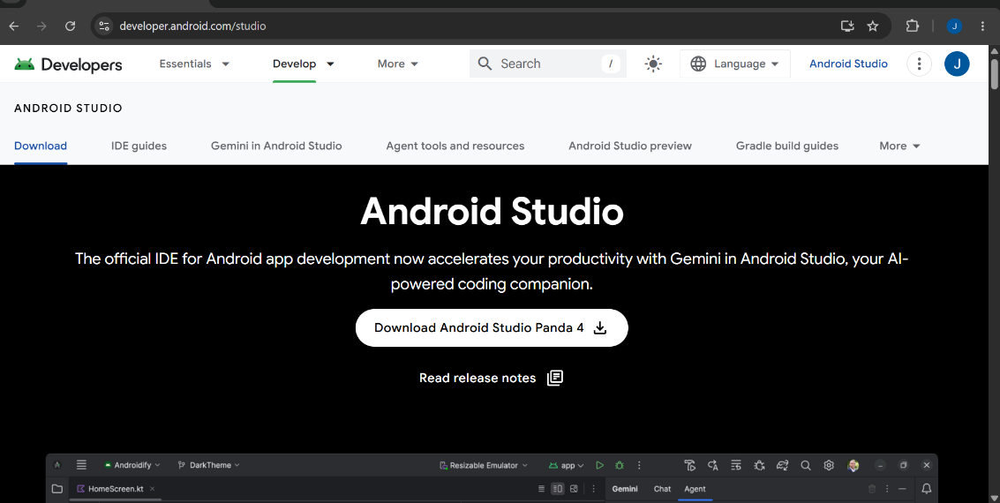 developer.android.com/studio
J
Developers
Essentials
Develop
More
Search
/
Language
Android Studio
J
ANDROID STUDIO
Download
IDE guides
Gemini in Android Studio
Agent tools and resources
Android Studio preview
Gradle build guides
More
Android Studio
The official IDE for Android app development now accelerates your productivity with Gemini in Android Studio, your AI-
powered coding companion.
Download Android Studio Panda 4
Read release notes
Androidify
DarkTheme
Resizable Emulator
app
HomeScreen.kt
Gemini
Chat
Agent